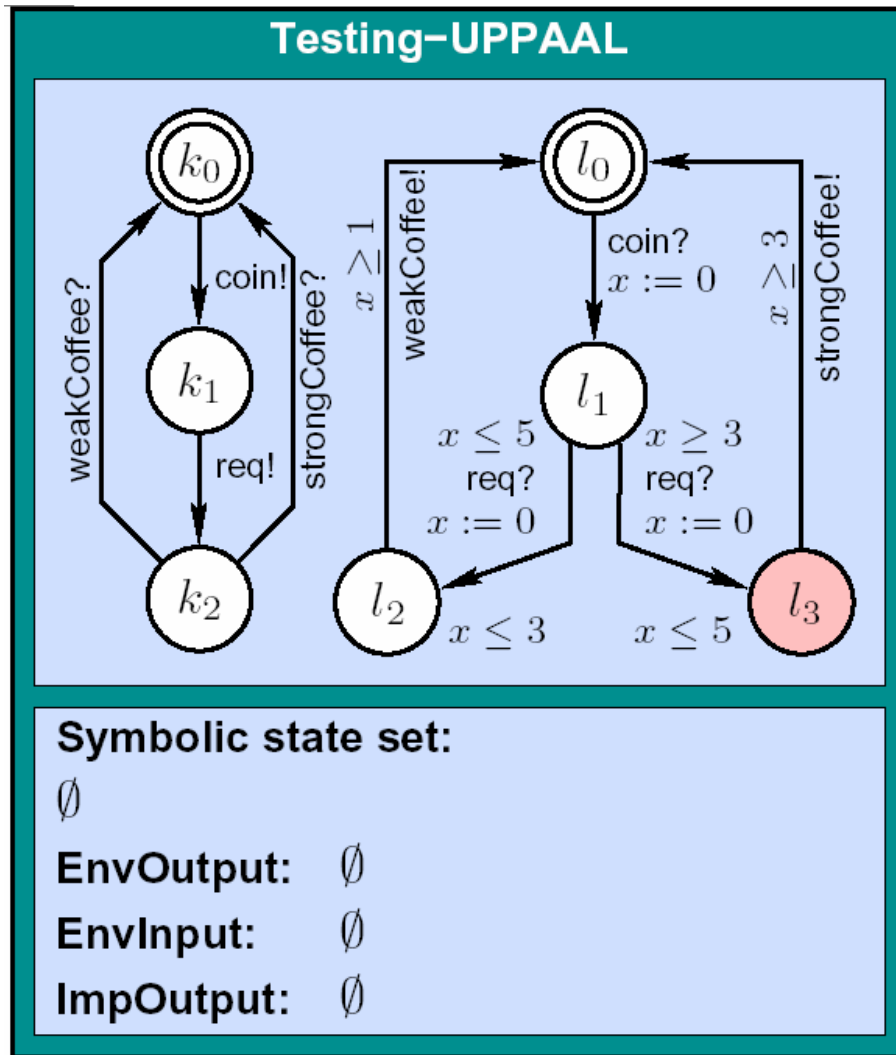 Testing–UPPAAL
k₀
coin!
k₁
req!
k₂
weakCoffee?
strongCoffee?
l₀
coin?
x := 0
l₁
x ≤ 5
req?
x := 0
x ≥ 3
req?
x := 0
l₂
x ≤ 3
l₃
x ≤ 5
x ≥ 1
weakCoffee!
x ≥ 3
strongCoffee!
Symbolic state set:
∅
EnvOutput: ∅
EnvInput: ∅
ImpOutput: ∅